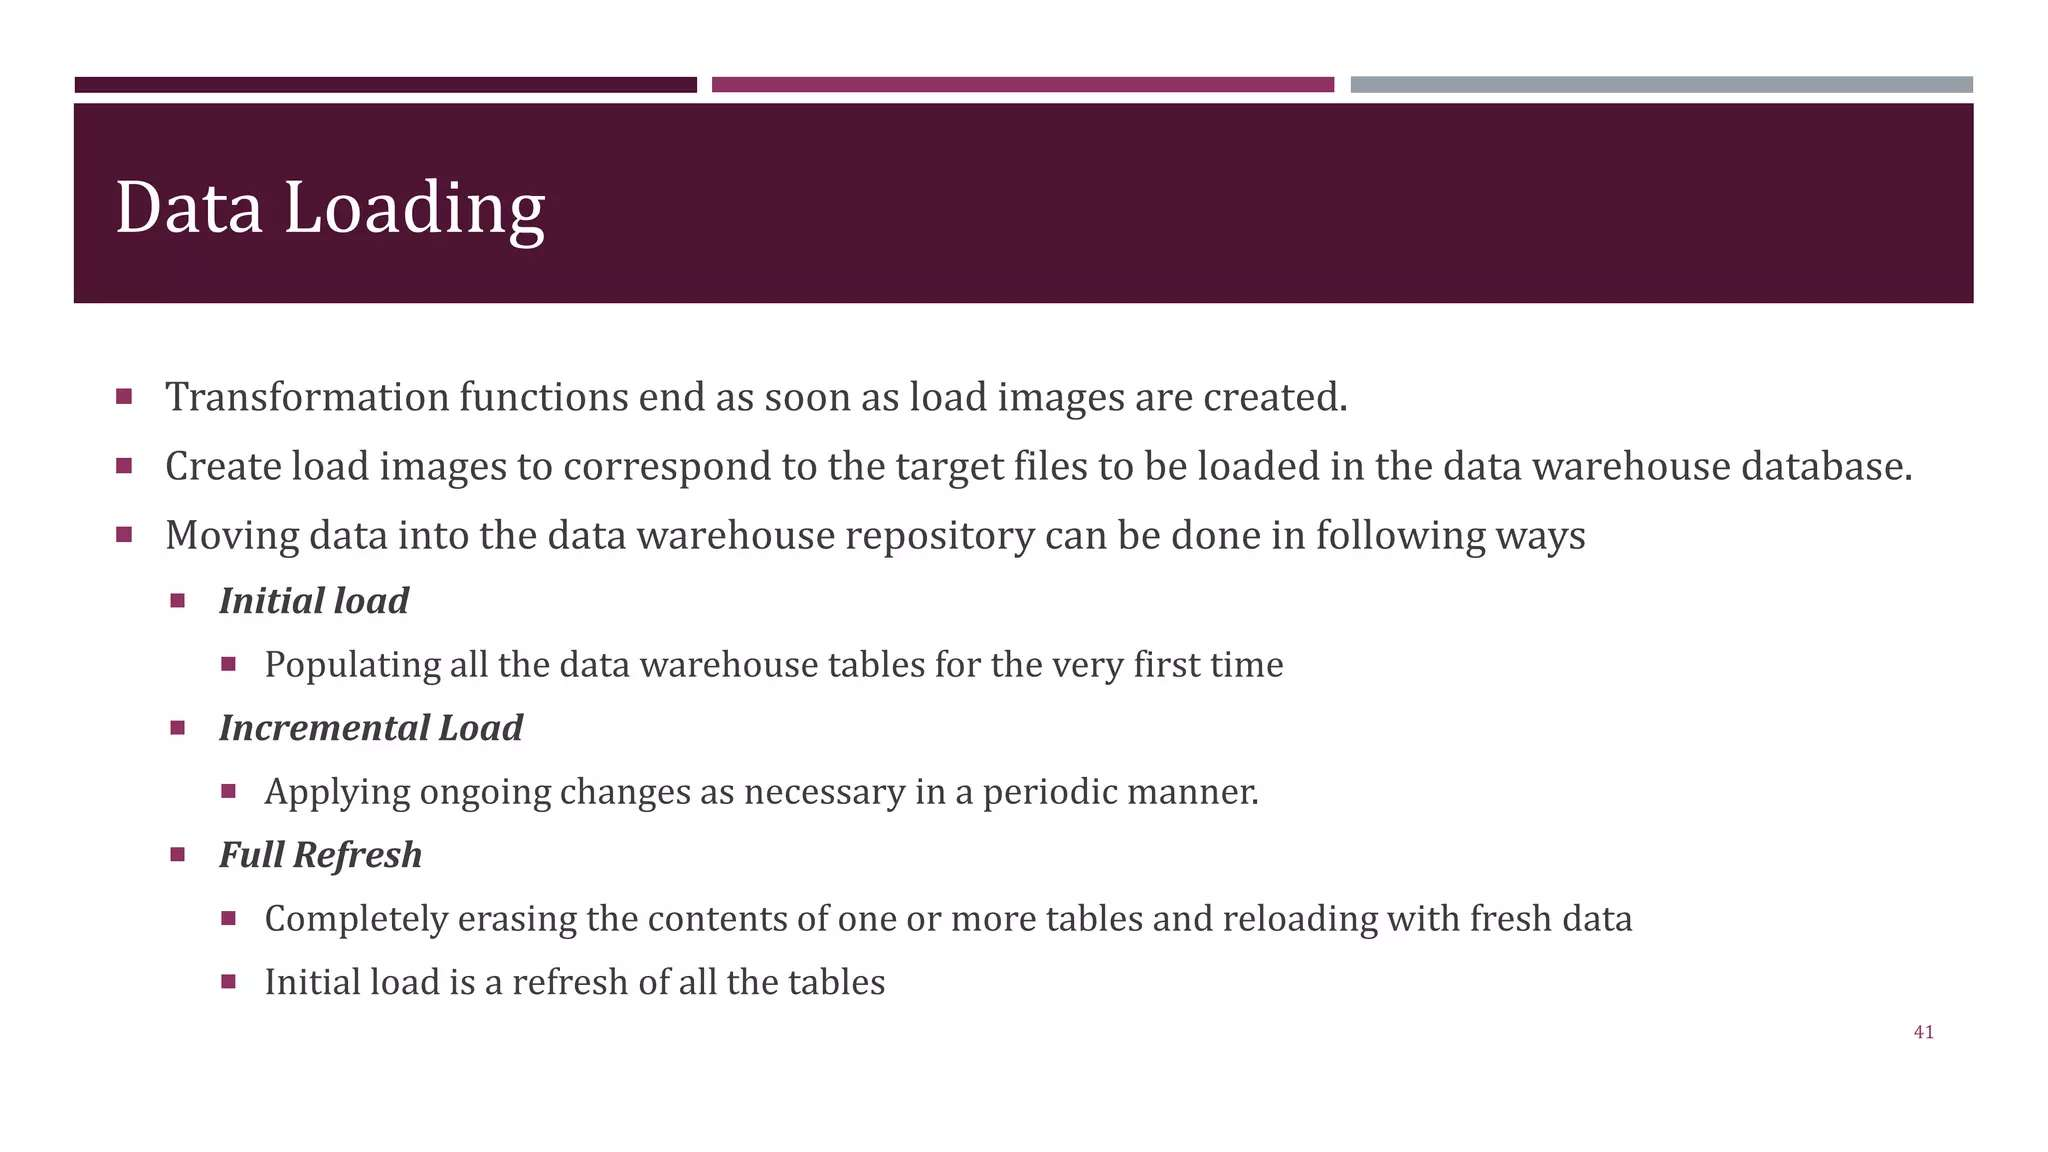 Data Loading
Transformation functions end as soon as load images are created.
Create load images to correspond to the target files to be loaded in the data warehouse database.
Moving data into the data warehouse repository can be done in following ways
Initial load
Populating all the data warehouse tables for the very first time
Incremental Load
Applying ongoing changes as necessary in a periodic manner.
Full Refresh
Completely erasing the contents of one or more tables and reloading with fresh data
Initial load is a refresh of all the tables
41